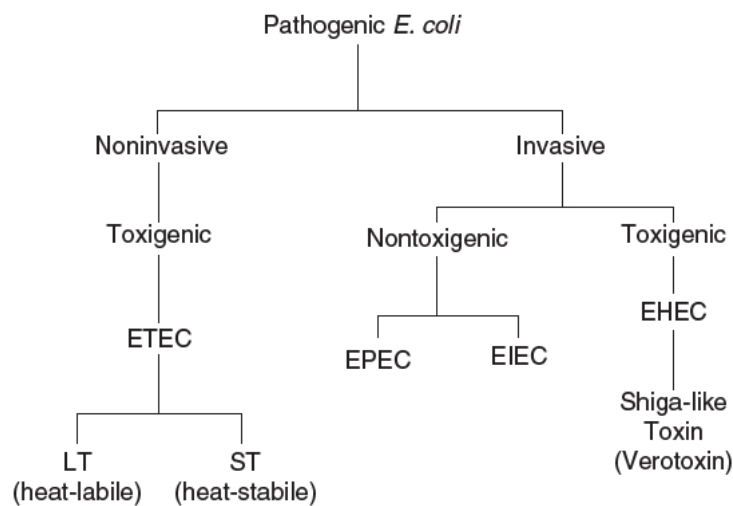 Pathogenic E. coli
Noninvasive
Invasive
Toxigenic
Nontoxigenic
Toxigenic
ETEC
EPEC
EIEC
EHEC
LT
(heat-labile)
ST
(heat-stabile)
Shiga-like
Toxin
(Verotoxin)